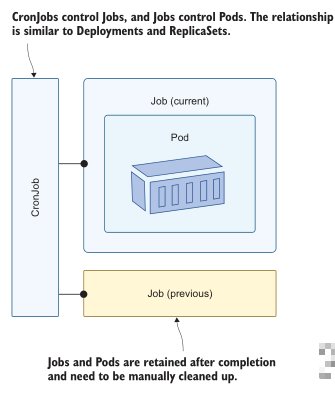 CronJobs control Jobs, and Jobs control Pods. The relationship
is similar to Deployments and ReplicaSets.
Job (current)
Pod
CronJob
Job (previous)
Jobs and Pods are retained after completion
and need to be manually cleaned up.